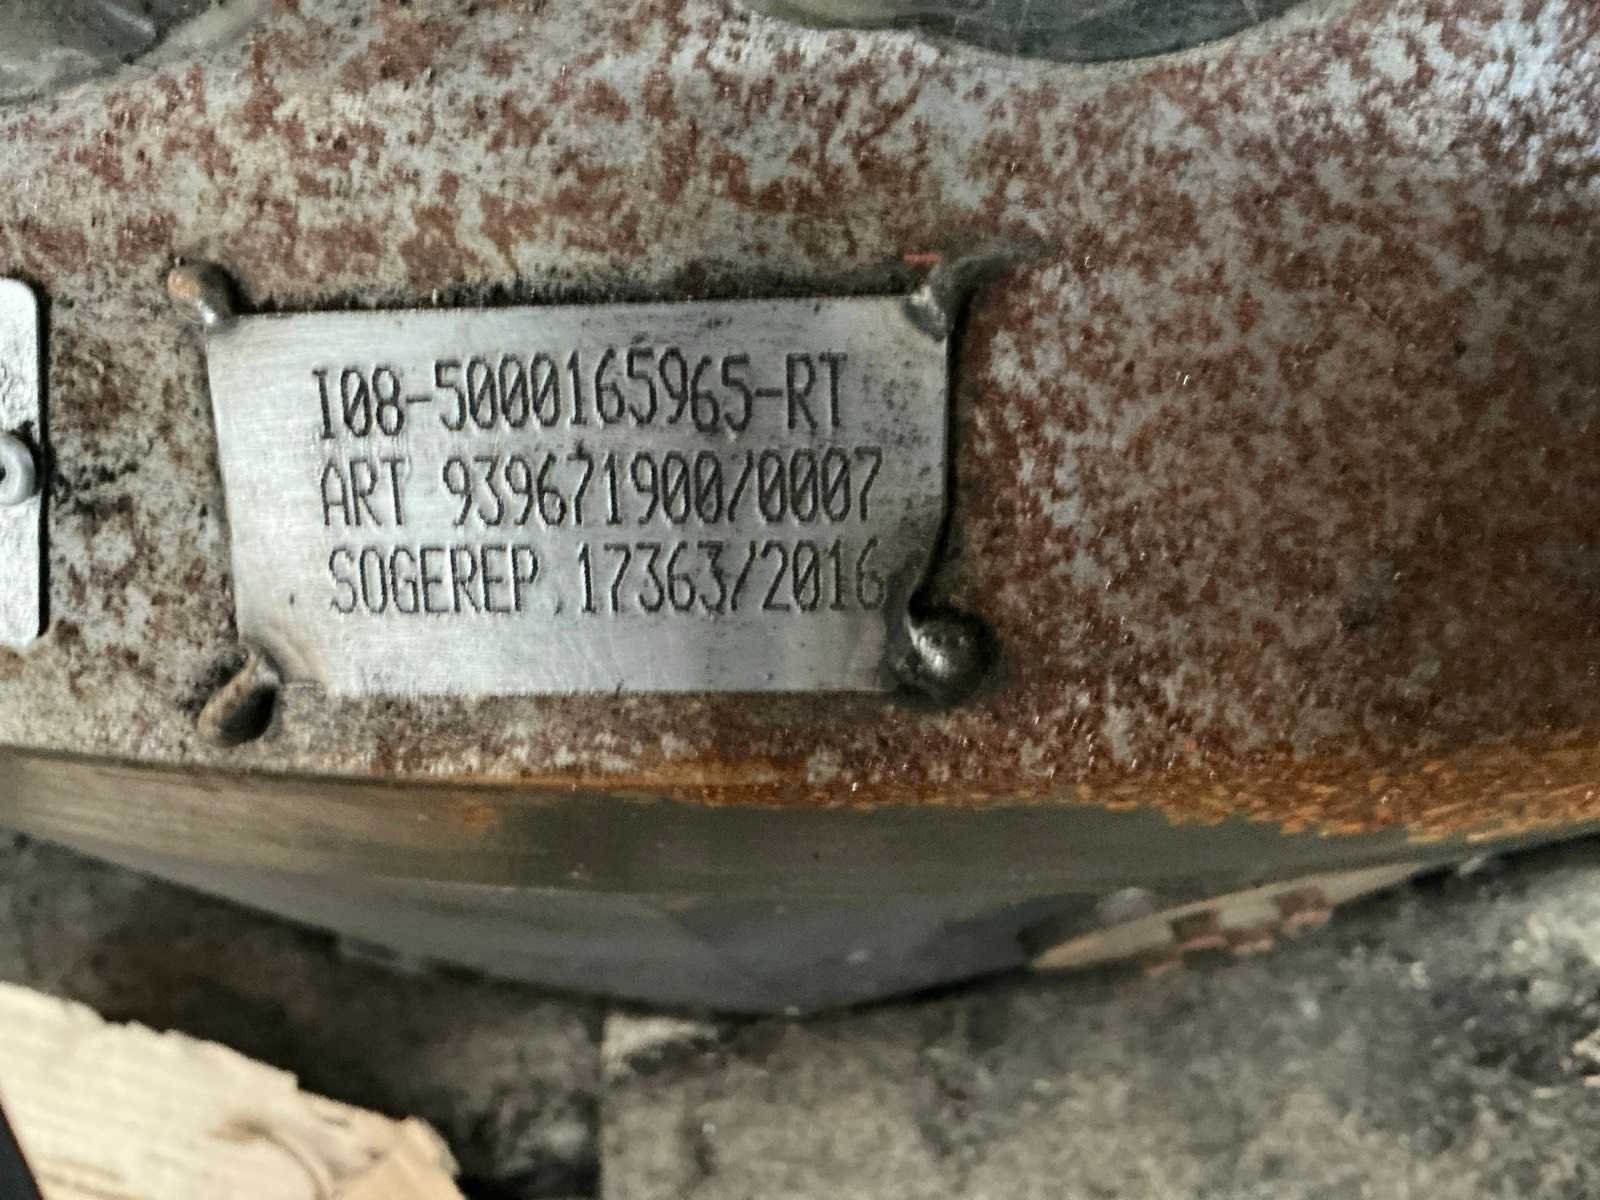 I08-5000165965-RT
ART 939671900/0007
SOGEREP.17363/2016